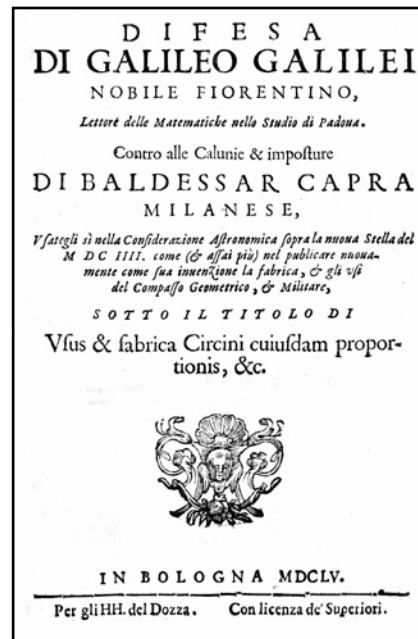 DIFESA
DI GALILEO GALILEI
NOBILE FIORENTINO,
Lettore delle Matematiche nello Studio di Padoua.
Contro alle Calunie & imposture
DI BALDESSAR CAPRA
MILANESE,
Vsategli sì nella Considerazione Astronomica sopra la nuoua Stella del
M D C IIII. come (& assai più) nel publicare nuoua-
mente come sua inuenzione la fabrica, & gli vsi
del Compasso Geometrico, & Militare,
SOTTO IL TITOLO DI
Vsus & fabrica Circini cuiusdam propor-
tionis, &c.
IN BOLOGNA MDCLV.
Per gli HH. del Dozza. Con licenza de' Superiori.